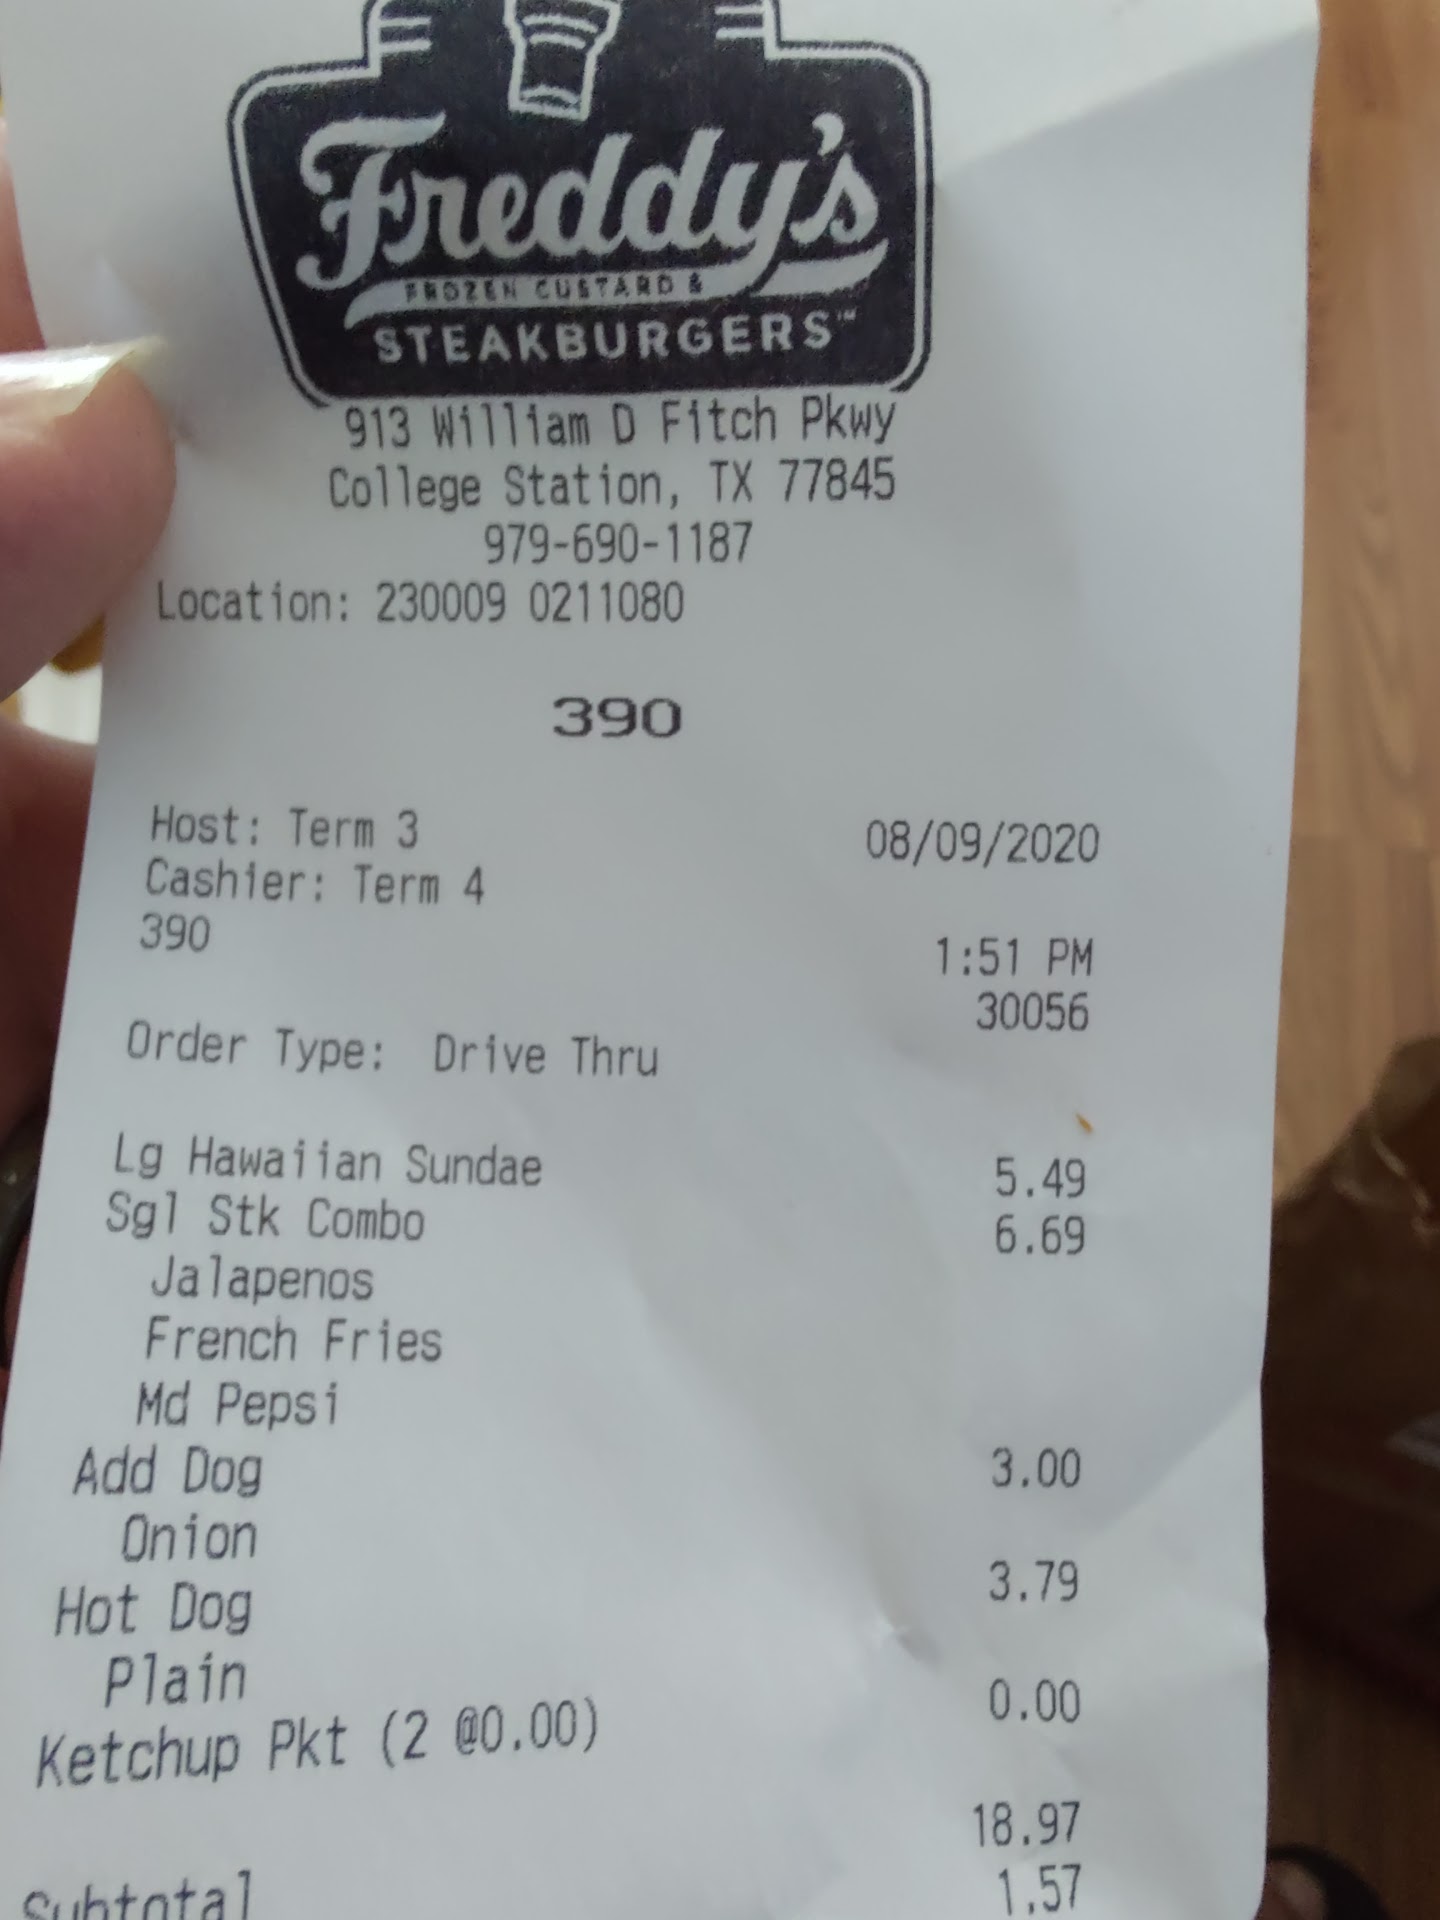 Freddy's
FROZEN CUSTARD &
STEAKBURGERS™
913 William D Fitch Pkwy
College Station, TX 77845
979-690-1187
Location: 230009 0211080
390
Host: Term 3 08/09/2020
Cashier: Term 4
390 1:51 PM
30056
Order Type: Drive Thru
Lg Hawaiian Sundae 5.49
Sgl Stk Combo 6.69
Jalapenos
French Fries
Md Pepsi
Add Dog 3.00
Onion
Hot Dog 3.79
Plain
Ketchup Pkt (2 @0.00) 0.00
Subtotal 18.97
1.57